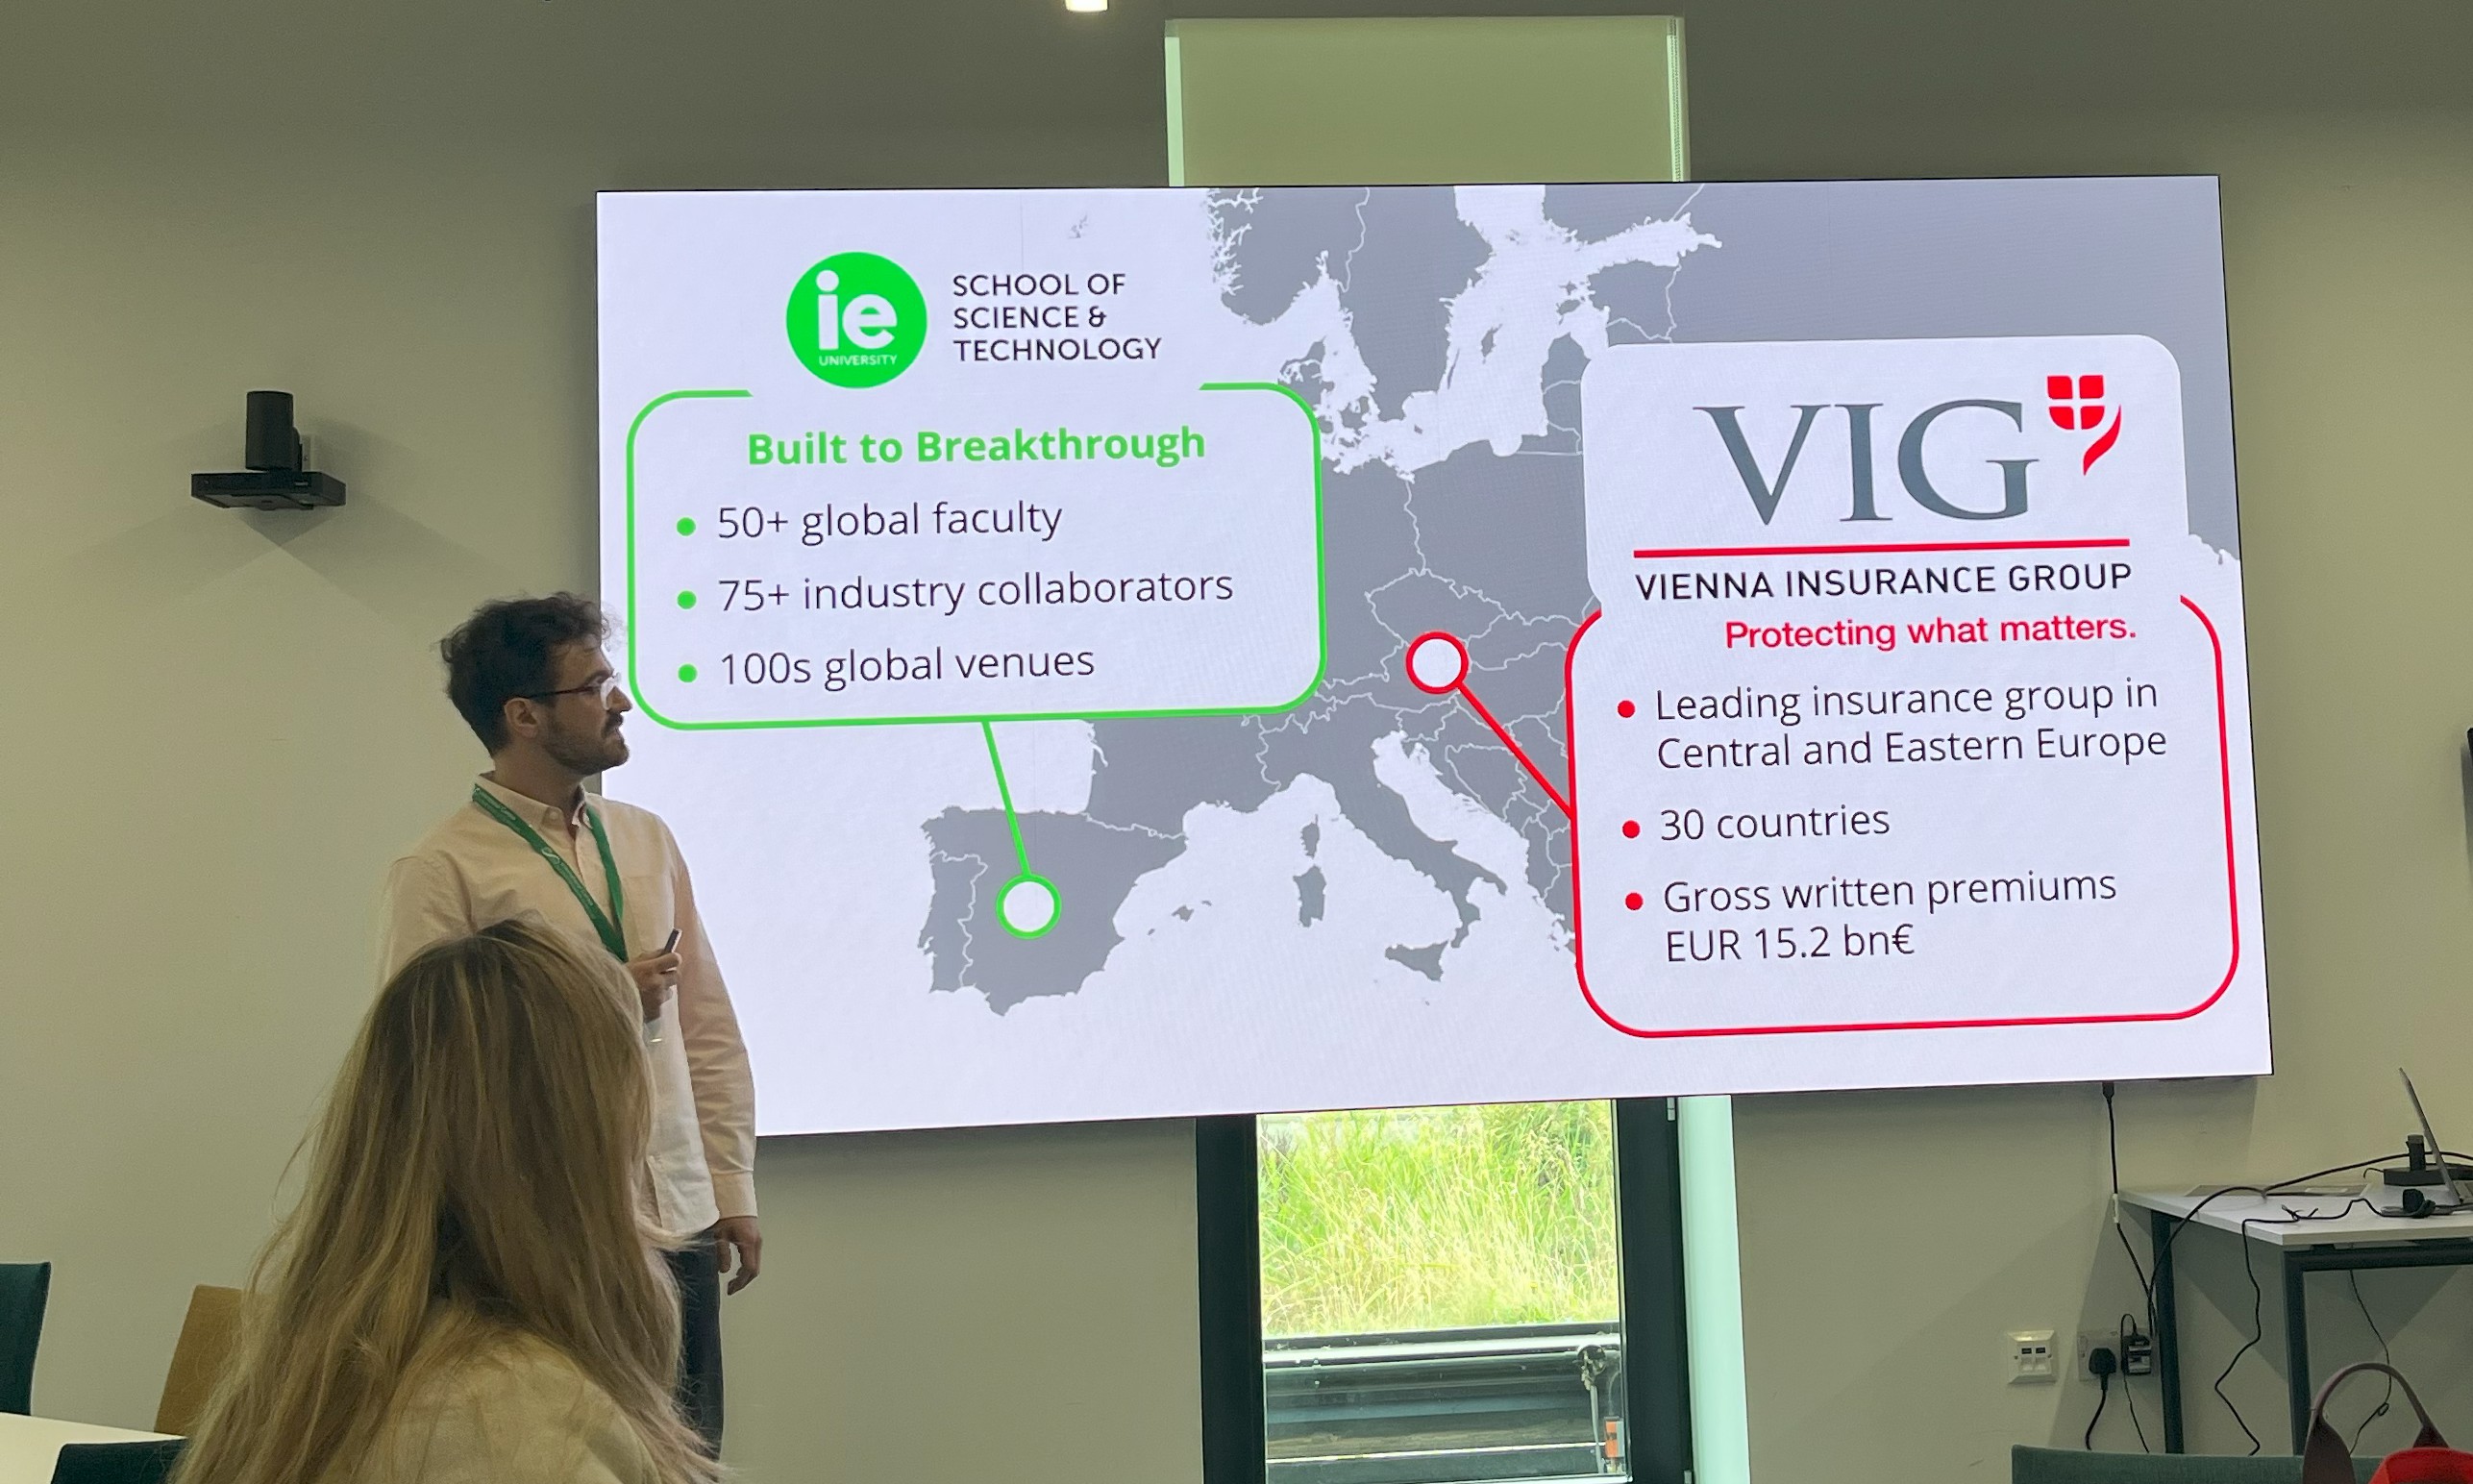 ie
UNIVERSITY
SCHOOL OF
SCIENCE &
TECHNOLOGY
Built to Breakthrough
• 50+ global faculty
• 75+ industry collaborators
• 100s global venues
VIG
VIENNA INSURANCE GROUP
Protecting what matters.
• Leading insurance group in
Central and Eastern Europe
• 30 countries
• Gross written premiums
EUR 15.2 bn€